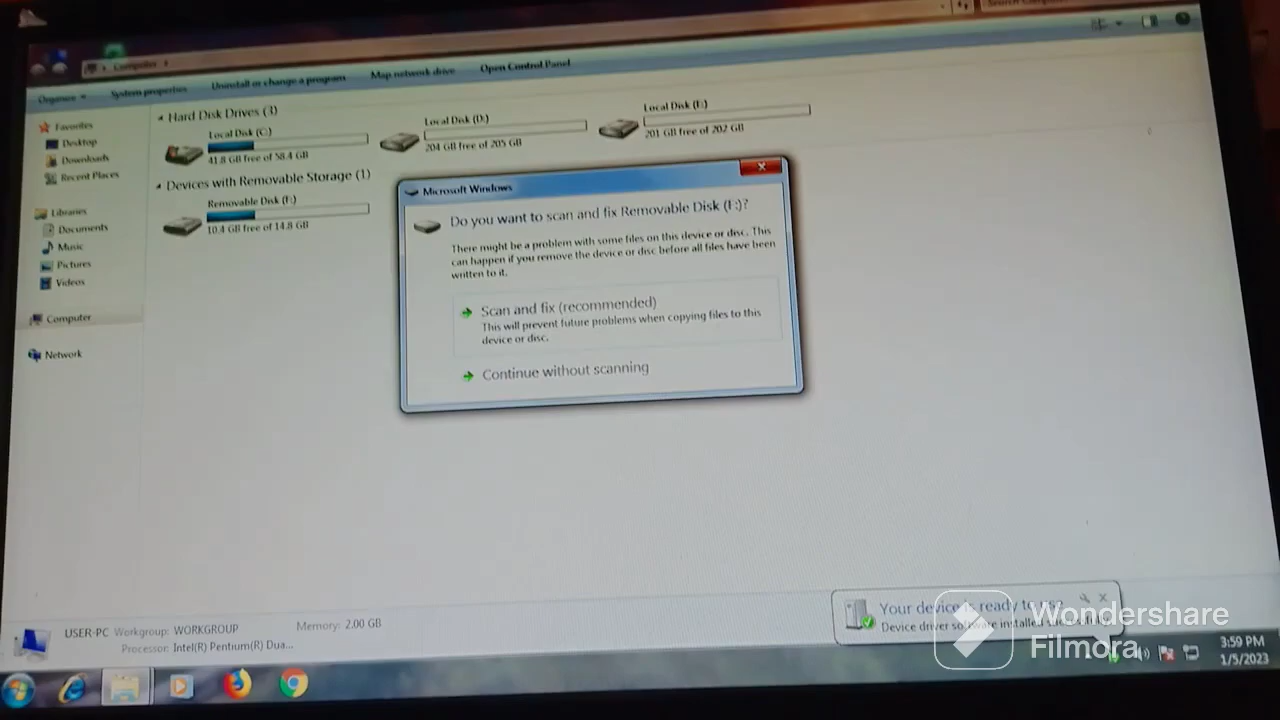 Search Computer
Computer
Organize
System properties
Uninstall or change a program
Map network drive
Open Control Panel
Favorites
Desktop
Downloads
Recent Places
Libraries
Documents
Music
Pictures
Videos
Computer
Network
Hard Disk Drives (3)
Local Disk (C:)
41.8 GB free of 58.4 GB
Local Disk (D:)
204 GB free of 205 GB
Local Disk (E:)
201 GB free of 202 GB
Devices with Removable Storage (1)
Removable Disk (F:)
10.4 GB free of 14.8 GB
Microsoft Windows
Do you want to scan and fix Removable Disk (F:)?
There might be a problem with some files on this device or disc. This
can happen if you remove the device or disc before all files have been
written to it.
Scan and fix (recommended)
This will prevent future problems when copying files to this
device or disc.
Continue without scanning
USER-PC Workgroup: WORKGROUP
Memory: 2.00 GB
Processor: Intel(R) Pentium(R) Dua...
Your device is ready to use
Device driver software installed
Wondershare
Filmora
3:59 PM
1/5/2023